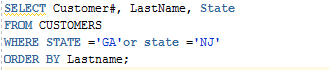 SELECT Customer#, LastName, State
FROM CUSTOMERS
WHERE STATE ='GA'or state ='NJ'
ORDER BY Lastname;